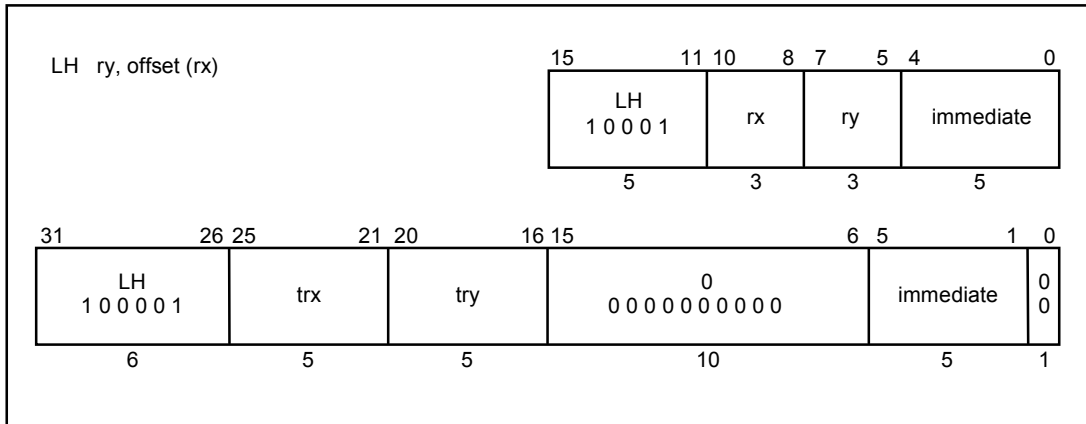 LH ry, offset (rx)
15 11 10 8 7 5 4 0
LH
1 0 0 0 1
rx
ry
immediate
5 3 3 5
31 26 25 21 20 16 15 6 5 1 0
LH
1 0 0 0 0 1
trx
try
0
0 0 0 0 0 0 0 0 0 0
immediate
0
0
6 5 5 10 5 1